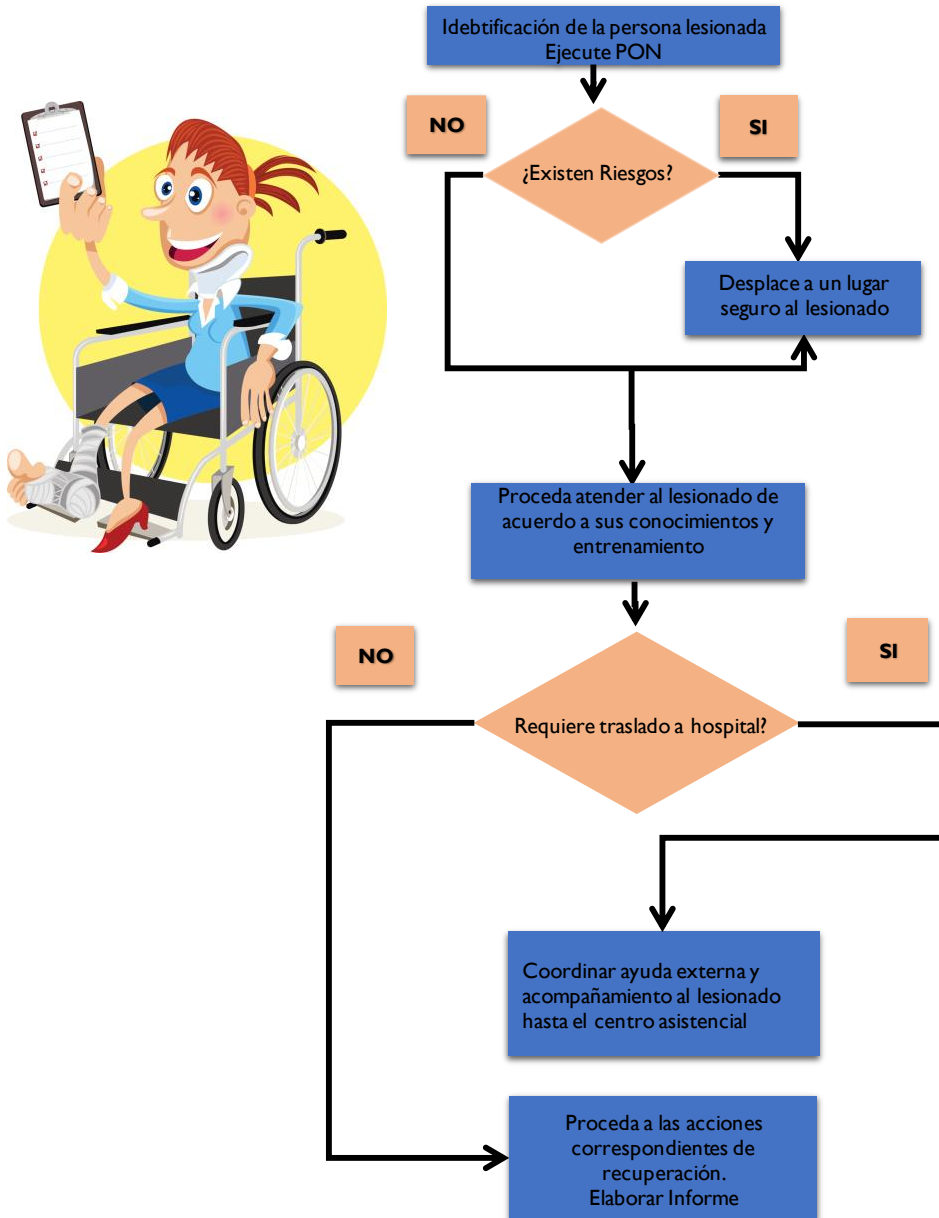 Idebtificación de la persona lesionada
Ejecute PON
NO
SI
¿Existen Riesgos?
Desplace a un lugar
seguro al lesionado
Proceda atender al lesionado de
acuerdo a sus conocimientos y
entrenamiento
NO
SI
Requiere traslado a hospital?
Coordinar ayuda externa y
acompañamiento al lesionado
hasta el centro asistencial
Proceda a las acciones
correspondientes de
recuperación.
Elaborar Informe